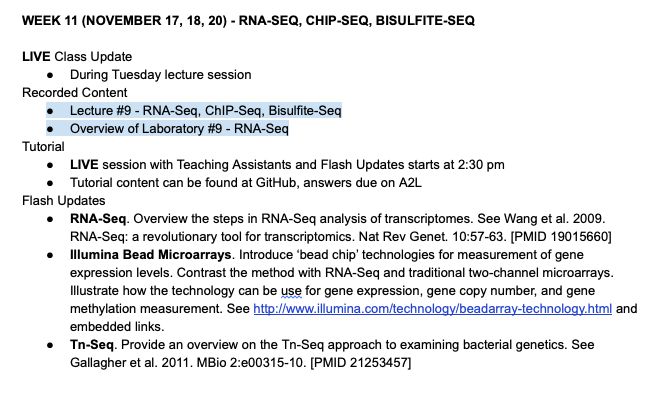 WEEK 11 (NOVEMBER 17, 18, 20) - RNA-SEQ, CHIP-SEQ, BISULFITE-SEQ
LIVE Class Update
● During Tuesday lecture session
Recorded Content
● Lecture #9 - RNA-Seq, ChIP-Seq, Bisulfite-Seq
● Overview of Laboratory #9 - RNA-Seq
Tutorial
● LIVE session with Teaching Assistants and Flash Updates starts at 2:30 pm
● Tutorial content can be found at GitHub, answers due on A2L
Flash Updates
● RNA-Seq. Overview the steps in RNA-Seq analysis of transcriptomes. See Wang et al. 2009.
RNA-Seq: a revolutionary tool for transcriptomics. Nat Rev Genet. 10:57-63. [PMID 19015660]
● Illumina Bead Microarrays. Introduce ‘bead chip’ technologies for measurement of gene
expression levels. Contrast the method with RNA-Seq and traditional two-channel microarrays.
Illustrate how the technology can be use for gene expression, gene copy number, and gene
methylation measurement. See http://www.illumina.com/technology/beadarray-technology.html and
embedded links.
● Tn-Seq. Provide an overview on the Tn-Seq approach to examining bacterial genetics. See
Gallagher et al. 2011. MBio 2:e00315-10. [PMID 21253457]